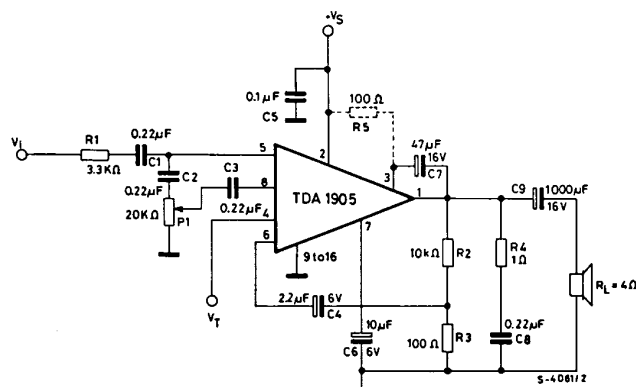 +Vs
0.1µF
C5
100Ω
R5
2
47µF
16V
C7
3
Vi
R1
3.3KΩ
0.22µF
C1
5
C2
0.22µF
C3
0.22µF
8
TDA 1905
1
C9
1000µF
16V
20KΩ
P1
4
6
7
9 to 16
10kΩ
R2
R4
1Ω
RL = 4Ω
VT
2.2µF
6V
C4
10µF
C6
6V
100Ω
R3
0.22µF
C8
S-4061/2